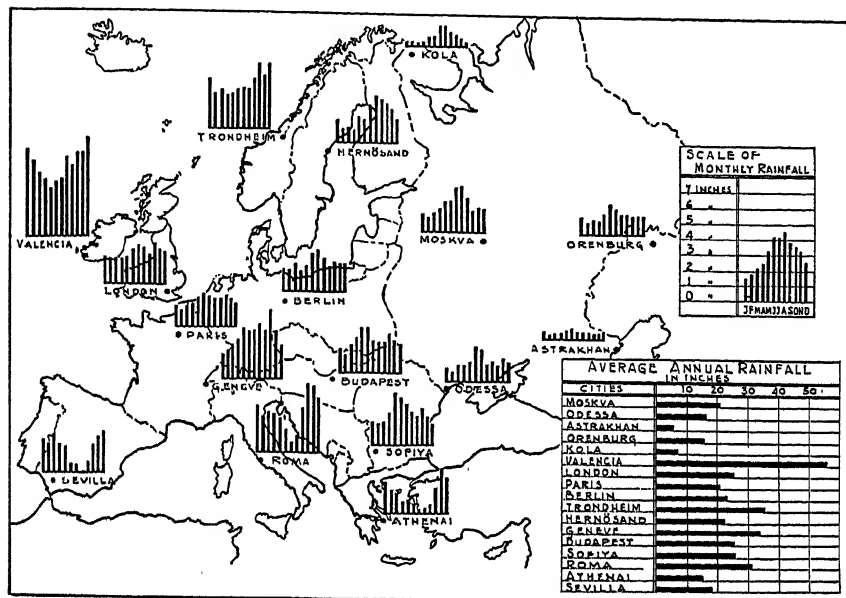 KOLA
TRONDHEIM
HERNÖSAND
SCALE OF
MONTHLY RAINFALL
7 INCHES
6 "
5 "
4 "
3 "
2 "
1 "
0 "
JFMAMJJASOND
VALENCIA
MOSKVA
ORENBURG
LONDON
BERLIN
PARIS
ASTRAKHAN
GENEVE
BUDAPEST
ODESSA
ROMA
SOFIYA
SEVILLA
ATHENAI
AVERAGE ANNUAL RAINFALL
IN INCHES
CITIES 10 20 30 40 50
MOSKVA
ODESSA
ASTRAKHAN
ORENBURG
KOLA
VALENCIA
LONDON
PARIS
BERLIN
TRONDHEIM
HERNÖSAND
GENEVE
BUDAPEST
SOFIYA
ROMA
ATHENAI
SEVILLA